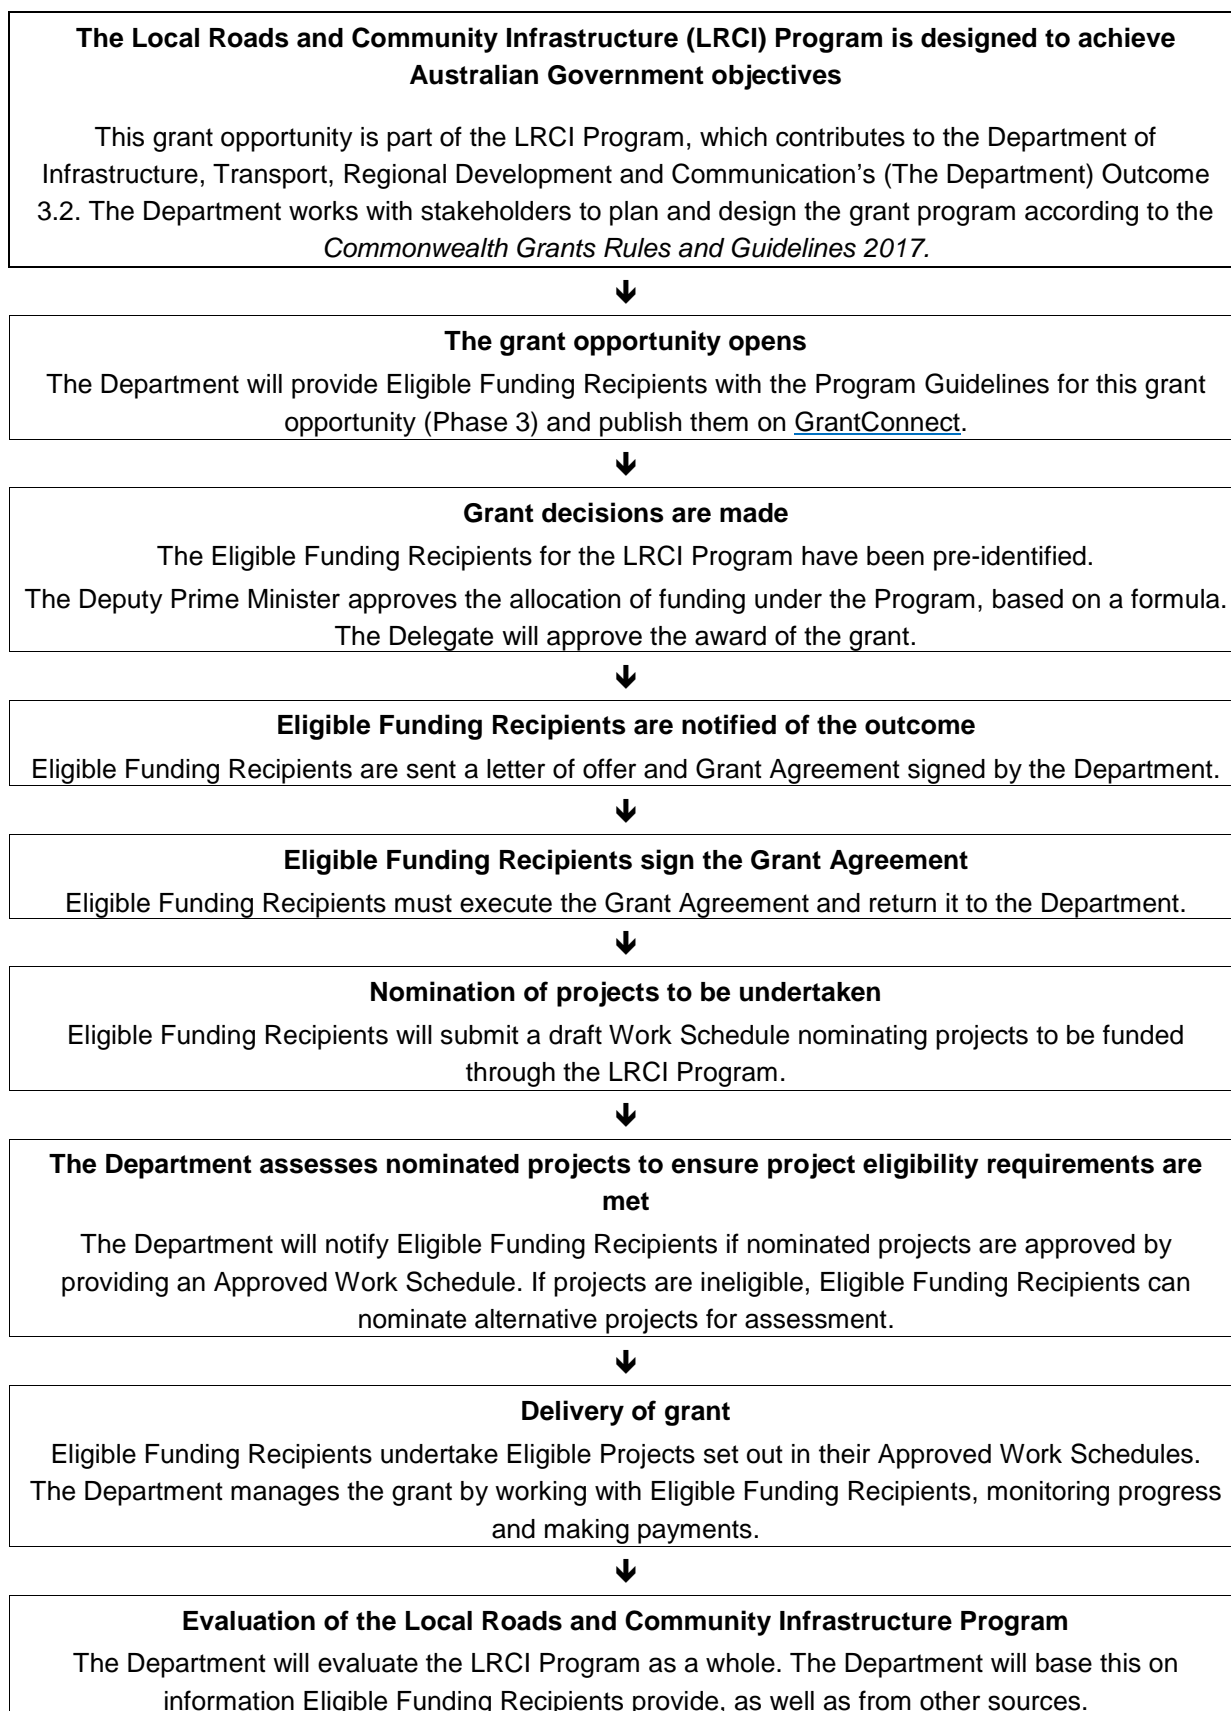 The Local Roads and Community Infrastructure (LRCI) Program is designed to achieve
Australian Government objectives
This grant opportunity is part of the LRCI Program, which contributes to the Department of
Infrastructure, Transport, Regional Development and Communication's (The Department) Outcome
3.2. The Department works with stakeholders to plan and design the grant program according to the
Commonwealth Grants Rules and Guidelines 2017.
The grant opportunity opens
The Department will provide Eligible Funding Recipients with the Program Guidelines for this grant
opportunity (Phase 3) and publish them on GrantConnect.
Grant decisions are made
The Eligible Funding Recipients for the LRCI Program have been pre-identified.
The Deputy Prime Minister approves the allocation of funding under the Program, based on a formula.
The Delegate will approve the award of the grant.
Eligible Funding Recipients are notified of the outcome
Eligible Funding Recipients are sent a letter of offer and Grant Agreement signed by the Department.
Eligible Funding Recipients sign the Grant Agreement
Eligible Funding Recipients must execute the Grant Agreement and return it to the Department.
Nomination of projects to be undertaken
Eligible Funding Recipients will submit a draft Work Schedule nominating projects to be funded
through the LRCI Program.
The Department assesses nominated projects to ensure project eligibility requirements are
met
The Department will notify Eligible Funding Recipients if nominated projects are approved by
providing an Approved Work Schedule. If projects are ineligible, Eligible Funding Recipients can
nominate alternative projects for assessment.
Delivery of grant
Eligible Funding Recipients undertake Eligible Projects set out in their Approved Work Schedules.
The Department manages the grant by working with Eligible Funding Recipients, monitoring progress
and making payments.
Evaluation of the Local Roads and Community Infrastructure Program
The Department will evaluate the LRCI Program as a whole. The Department will base this on
information Eligible Funding Recipients provide, as well as from other sources.